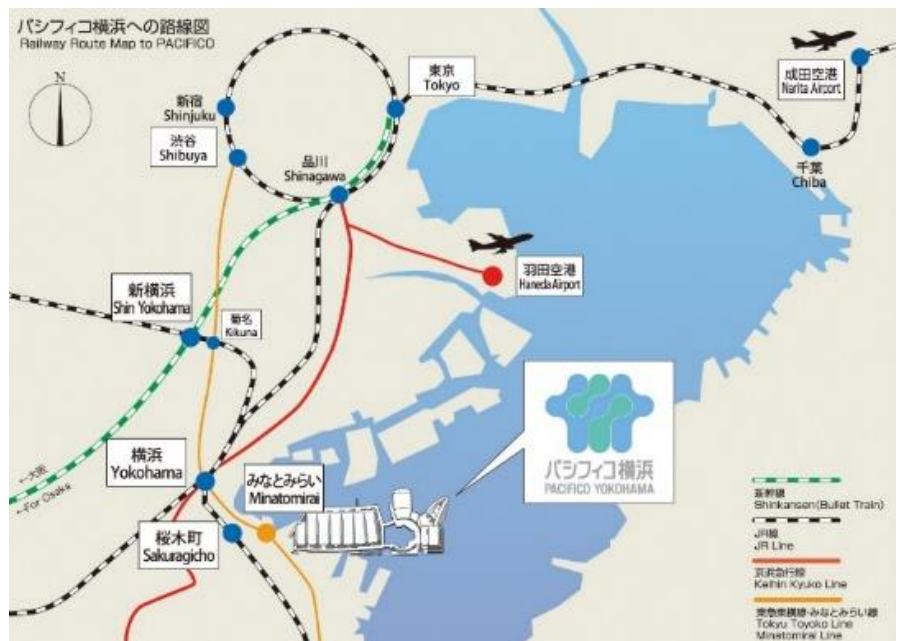 パシフィコ横浜への路線図
Railway Route Map to PACIFICO
N
東京
Tokyo
成田空港
Narita Airport
新宿
Shinjuku
渋谷
Shibuya
品川
Shinagawa
千葉
Chiba
羽田空港
Haneda Airport
新横浜
Shin Yokohama
菊名
Kikuna
パシフィコ横浜
PACIFICO YOKOHAMA
横浜
Yokohama
みなとみらい
Minatomirai
←大阪
←For Osaka
桜木町
Sakuragicho
新幹線
Shinkansen(Bullet Train)
JR線
JR Line
京浜急行線
Keihin Kyuko Line
東急東横線・みなとみらい線
Tokyu Toyoko Line
Minatomirai Line